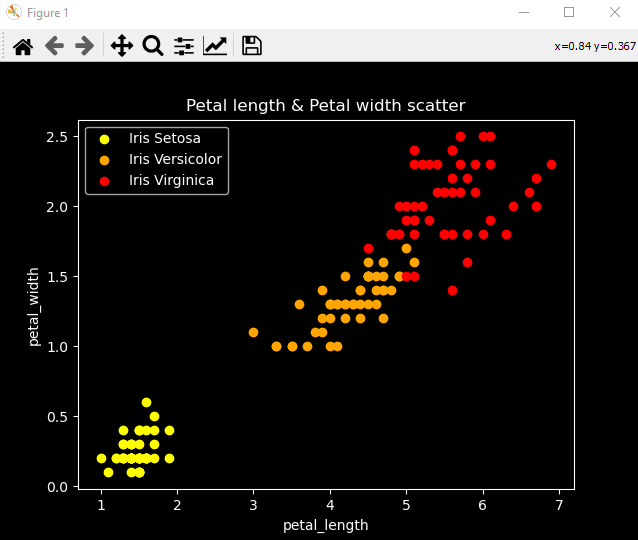 Figure 1
x=0.84 y=0.367
Petal length & Petal width scatter
Iris Setosa
Iris Versicolor
Iris Virginica
2.5
2.0
1.5
1.0
0.5
0.0
petal_width
1 2 3 4 5 6 7
petal_length